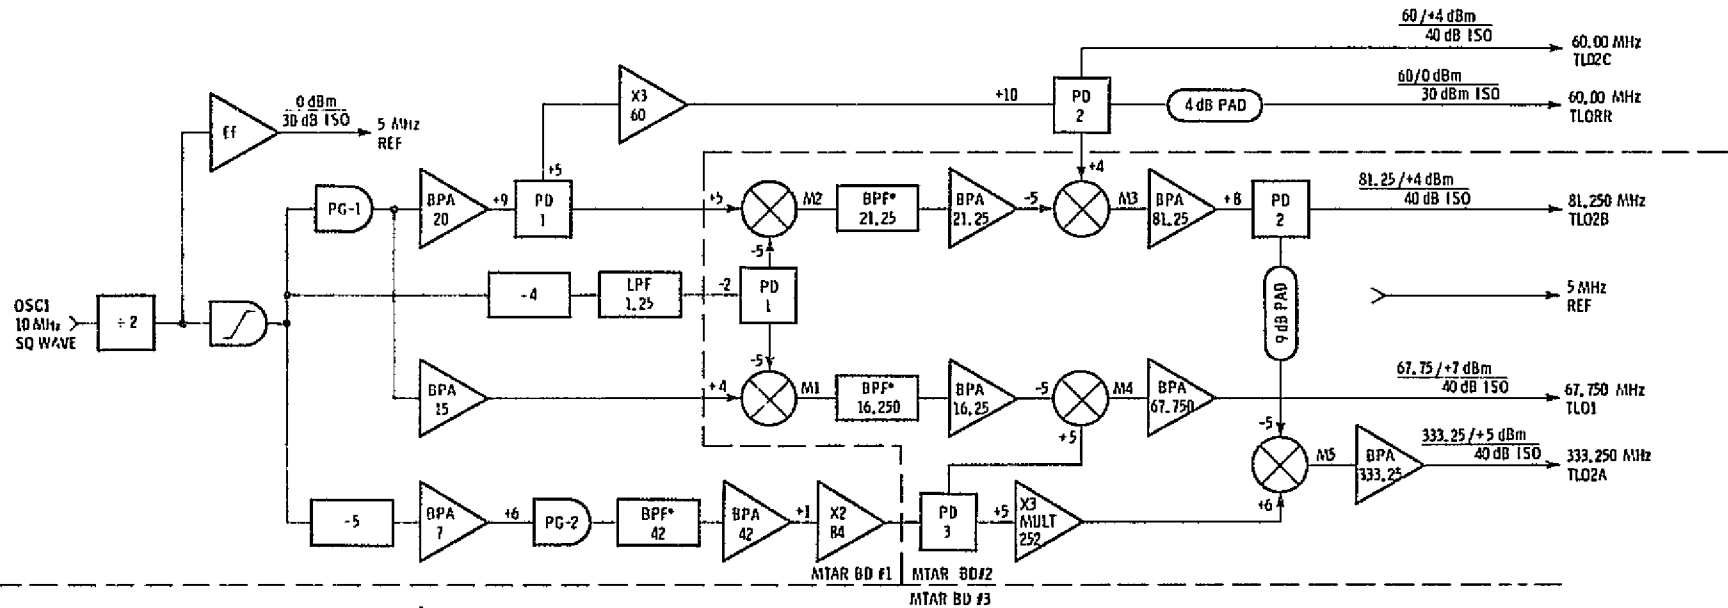 60/+4 dBm
40 dB ISO
60.00 MHz
TLO2C
60/0 dBm
30 dBm ISO
60.00 MHz
TLORR
X3
60
+10
PD
2
4 dB PAD
0 dBm
30 dB ISO
5 MHz
REF
EF
+5
+4
PG-1
BPA
20
+9
PD
1
+5
M2
BPF*
21.25
BPA
21.25
-5
M3
BPA
81.25
+8
PD
2
81.25/+4 dBm
40 dB ISO
81.250 MHz
TLO2B
-5
÷4
LPF
1.25
-2
PD
1
9 dB PAD
5 MHz
REF
OSC1
10 MHz
SQ WAVE
÷2
-5
BPA
15
+4
M1
BPF*
16.250
BPA
16.25
-5
M4
BPA
67.750
67.75/+7 dBm
40 dB ISO
67.750 MHz
TLO1
+5
-5
M5
BPA
333.25
333.25/+5 dBm
40 dB ISO
333.250 MHz
TLO2A
+6
÷5
BPA
7
+6
PG-2
BPF*
42
BPA
42
+1
X2
84
PD
3
+5
X3
MULT
252
MTAR BD #1
MTAR BD#2
MTAR BD #3